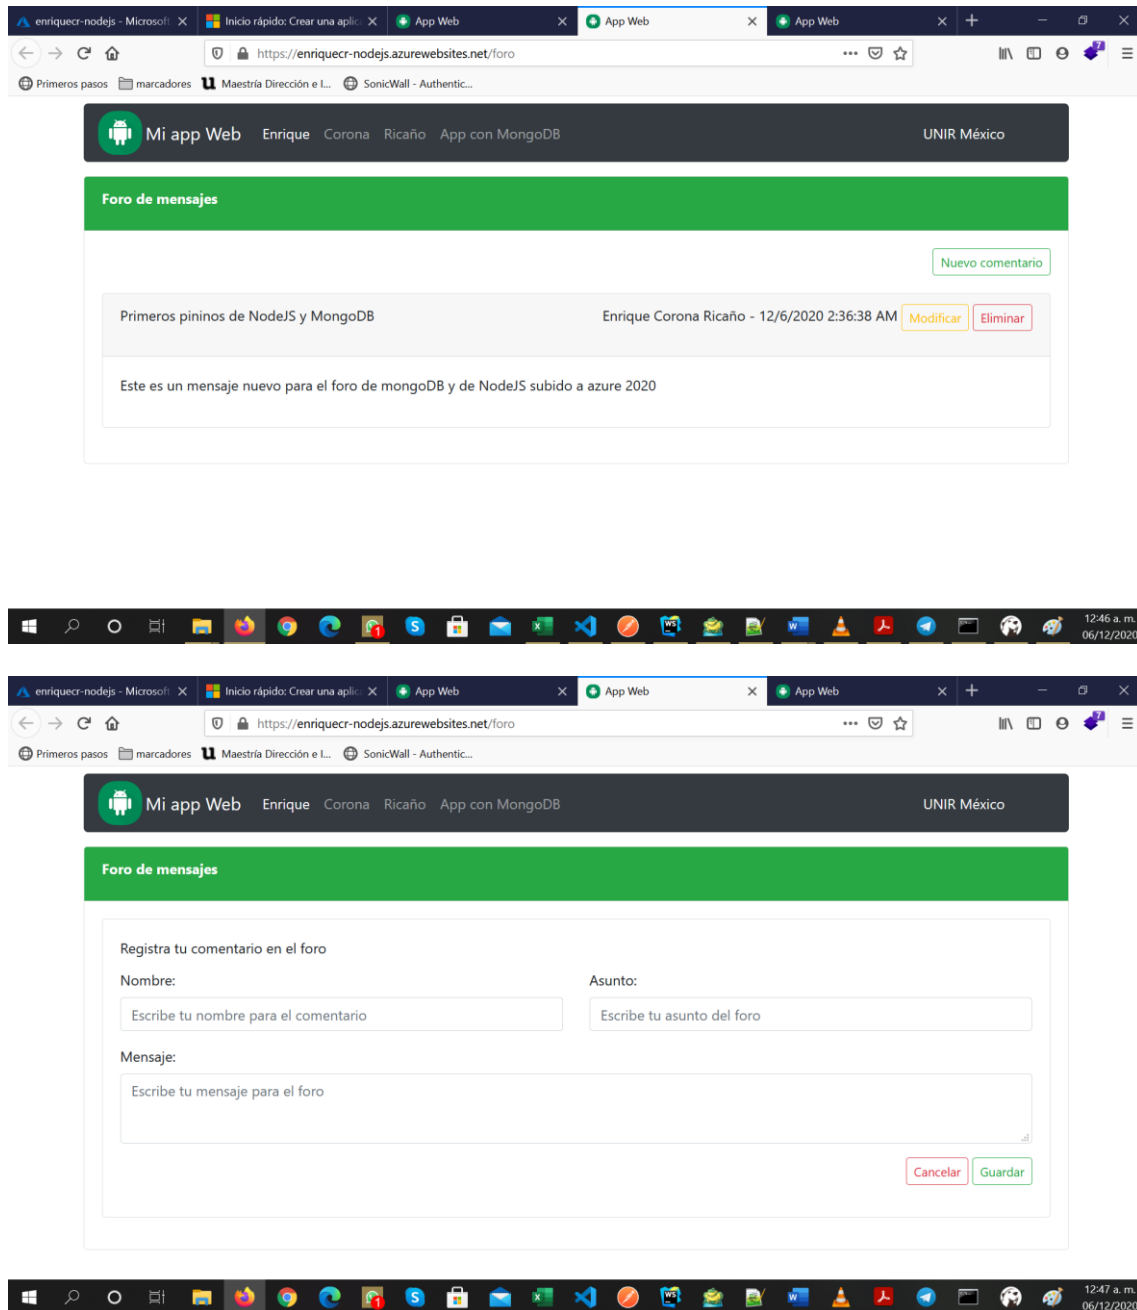 enriquecr-nodejs - Microsoft
Inicio rápido: Crear una aplica
App Web
App Web
App Web
https://enriquecr-nodejs.azurewebsites.net/foro
Primeros pasos marcadores Maestría Dirección e I... SonicWall - Authentic...
Mi app Web Enrique Corona Ricaño App con MongoDB UNIR México
Foro de mensajes
Nuevo comentario
Primeros pininos de NodeJS y MongoDB Enrique Corona Ricaño - 12/6/2020 2:36:38 AM Modificar Eliminar
Este es un mensaje nuevo para el foro de mongoDB y de NodeJS subido a azure 2020
12:46 a. m.
06/12/2020
enriquecr-nodejs - Microsoft
Inicio rápido: Crear una aplica
App Web
App Web
App Web
https://enriquecr-nodejs.azurewebsites.net/foro
Primeros pasos marcadores Maestría Dirección e I... SonicWall - Authentic...
Mi app Web Enrique Corona Ricaño App con MongoDB UNIR México
Foro de mensajes
Registra tu comentario en el foro
Nombre: Asunto:
Escribe tu nombre para el comentario Escribe tu asunto del foro
Mensaje:
Escribe tu mensaje para el foro
Cancelar Guardar
12:47 a. m.
06/12/2020